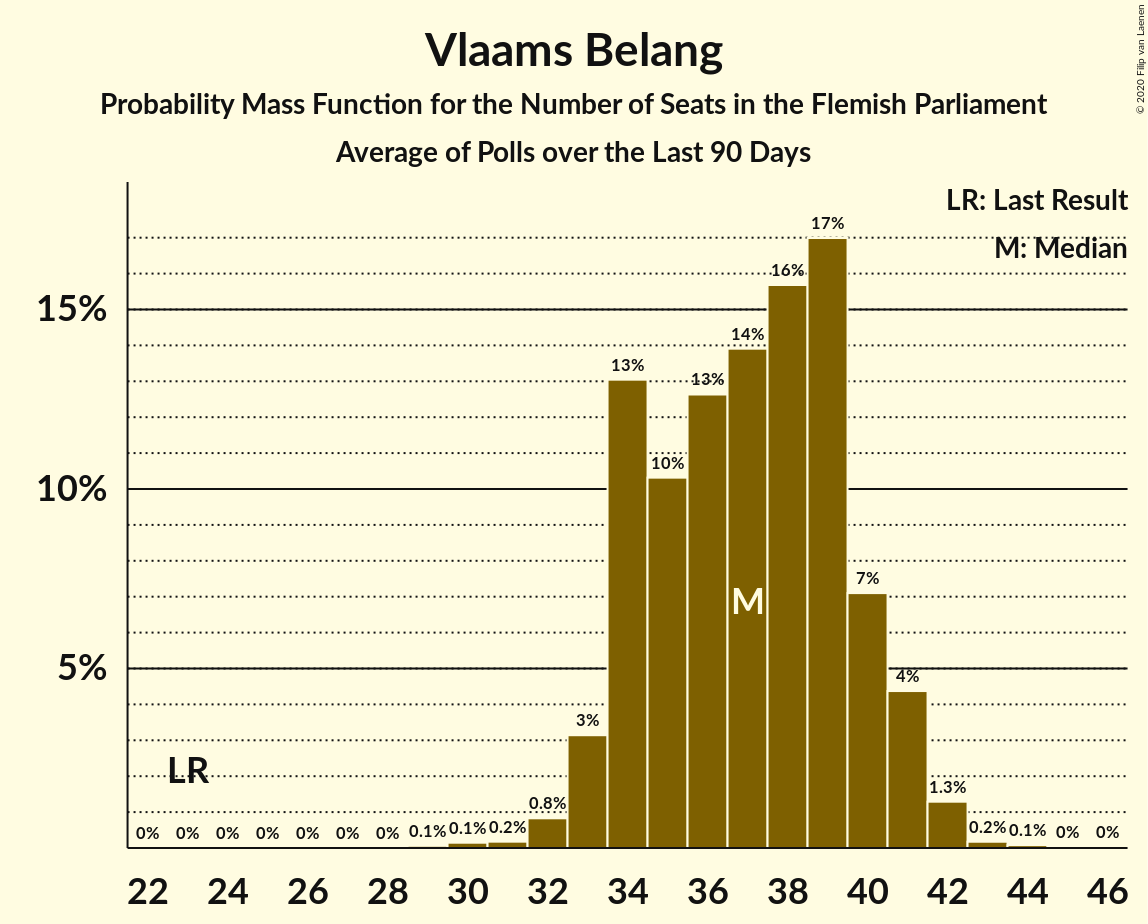 Vlaams Belang
Probability Mass Function for the Number of Seats in the Flemish Parliament
Average of Polls over the Last 90 Days
© 2020 Filip van Laenen
LR: Last Result
M: Median
17%
16%
15%
14%
13%
13%
10%
10%
M
7%
5%
4%
3%
LR
1.3%
0.8%
0% 0% 0% 0% 0% 0% 0% 0.1% 0.1% 0.2% 0.2% 0.1% 0% 0%
22 24 26 28 30 32 34 36 38 40 42 44 46